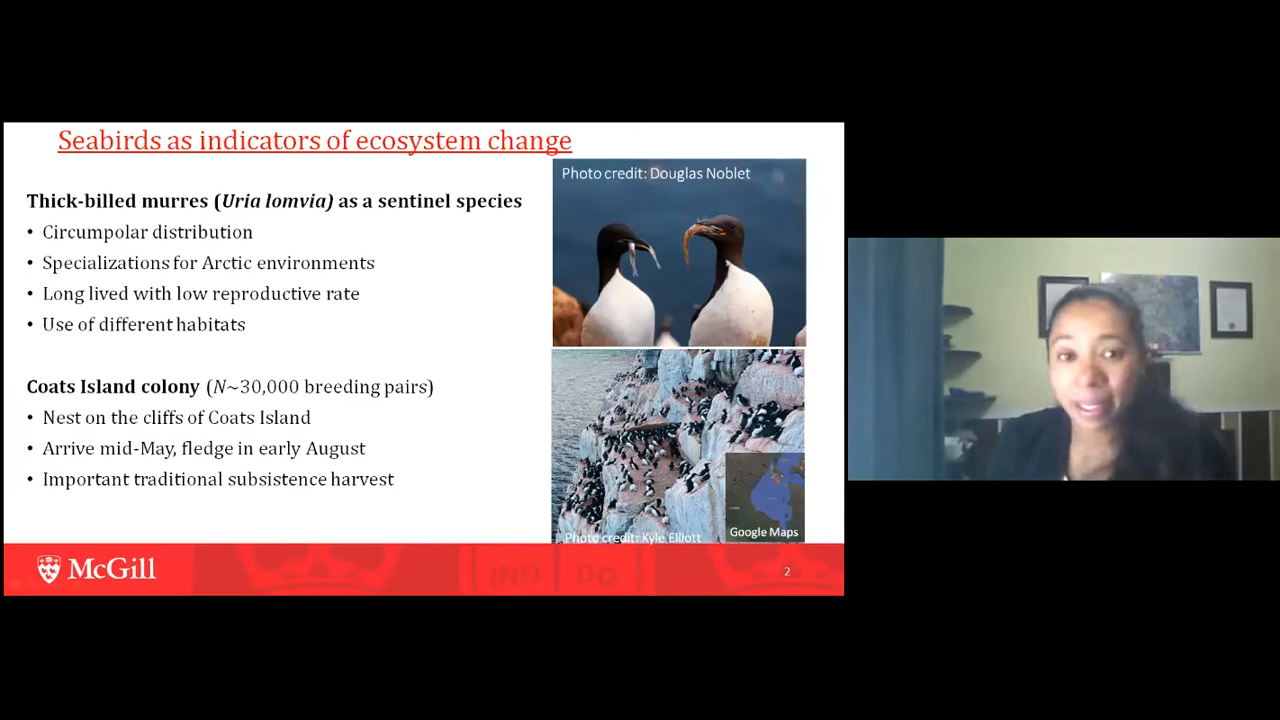 Seabirds as indicators of ecosystem change
Photo credit: Douglas Noblet
Thick-billed murres (Uria lomvia) as a sentinel species
• Circumpolar distribution
• Specializations for Arctic environments
• Long lived with low reproductive rate
• Use of different habitats
Coats Island colony (N~30,000 breeding pairs)
• Nest on the cliffs of Coats Island
• Arrive mid-May, fledge in early August
• Important traditional subsistence harvest
Google Maps
Photo credit: Kyle Elliott
McGill
IND DO
2